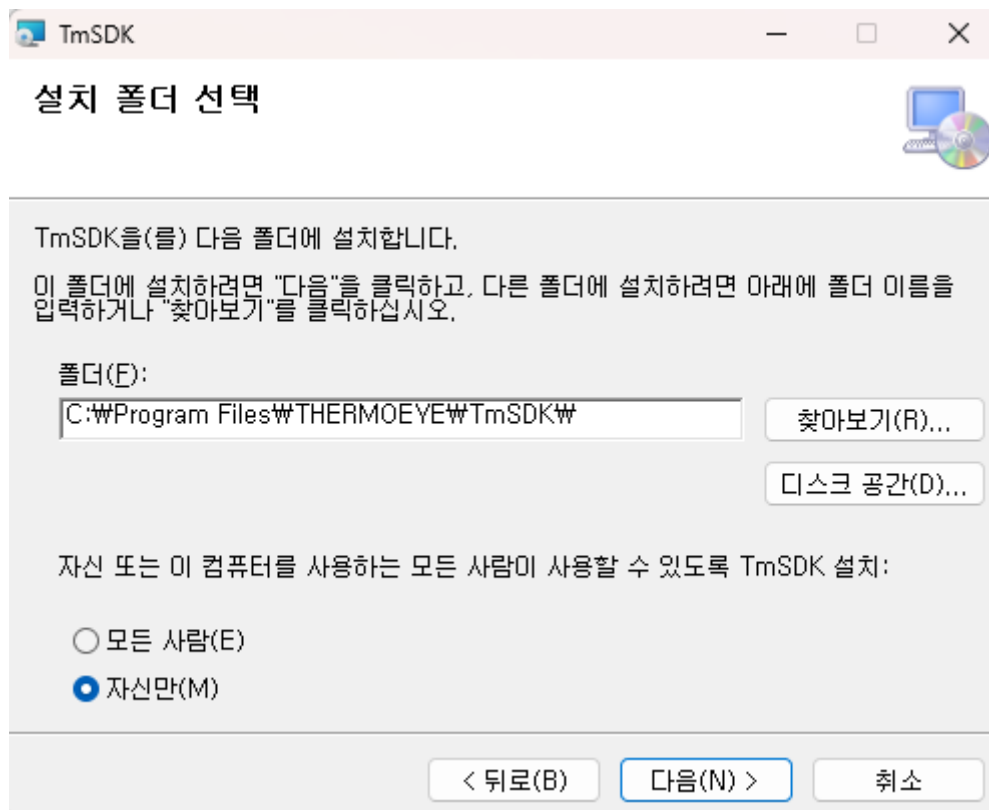 TmSDK
설치 폴더 선택
TmSDK을(를) 다음 폴더에 설치합니다.
이 폴더에 설치하려면 "다음"을 클릭하고, 다른 폴더에 설치하려면 아래에 폴더 이름을
입력하거나 "찾아보기"를 클릭하십시오.
폴더(F):
C:₩Program Files₩THERMOEYE₩TmSDK₩
찾아보기(R)...
디스크 공간(D)...
자신 또는 이 컴퓨터를 사용하는 모든 사람이 사용할 수 있도록 TmSDK 설치:
모든 사람(E)
자신만(M)
< 뒤로(B)
다음(N) >
취소